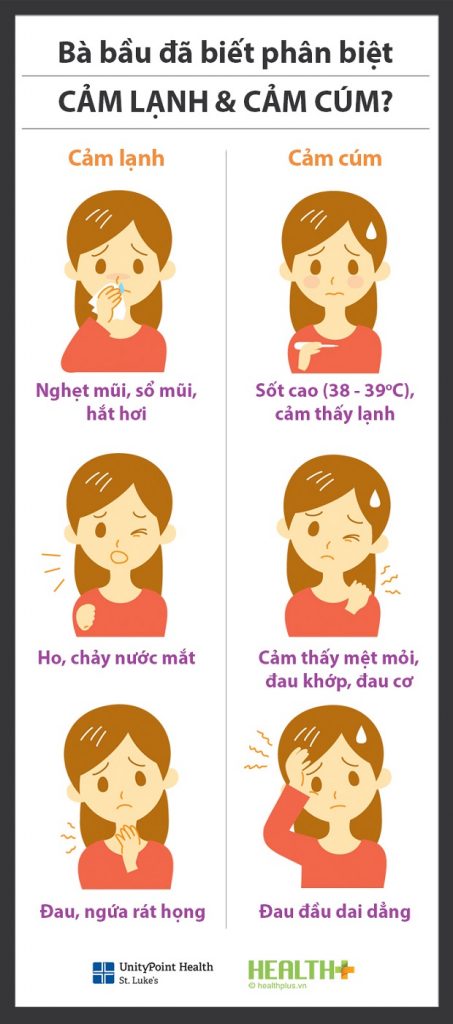 Bà bầu đã biết phân biệt
CẢM LẠNH & CẢM CÚM?
Cảm lạnh
Nghẹt mũi, sổ mũi,
hắt hơi
Ho, chảy nước mắt
Đau, ngứa rát họng
Cảm cúm
Sốt cao (38 - 39ºC),
cảm thấy lạnh
Cảm thấy mệt mỏi,
đau khớp, đau cơ
Đau đầu dai dẳng
UnityPoint Health
St. Luke's
HEALTH+
© healthplus.vn